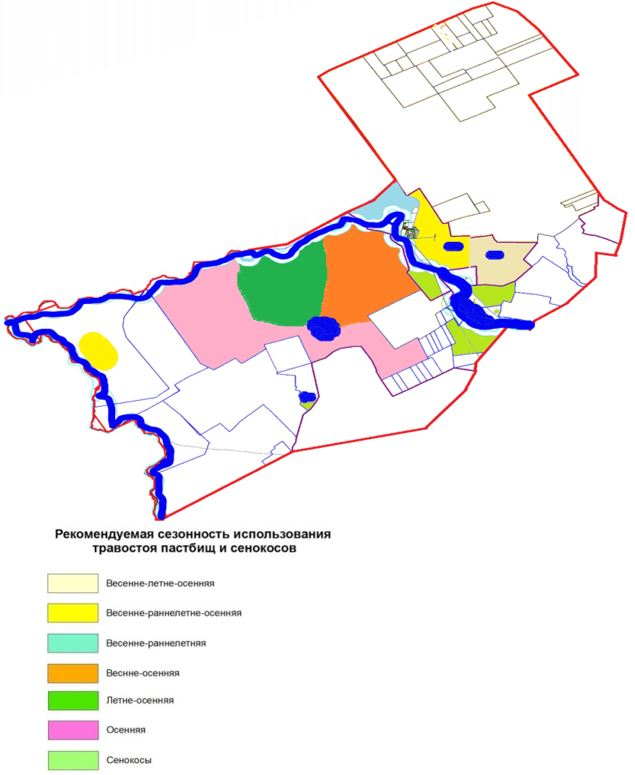 Рекомендуемая сезонность использования
травостоя пастбищ и сенокосов
Весенне-летне-осенняя
Весенне-раннелетне-осенняя
Весенне-раннелетняя
Веснне-осенняя
Летне-осенняя
Осенняя
Сенокосы